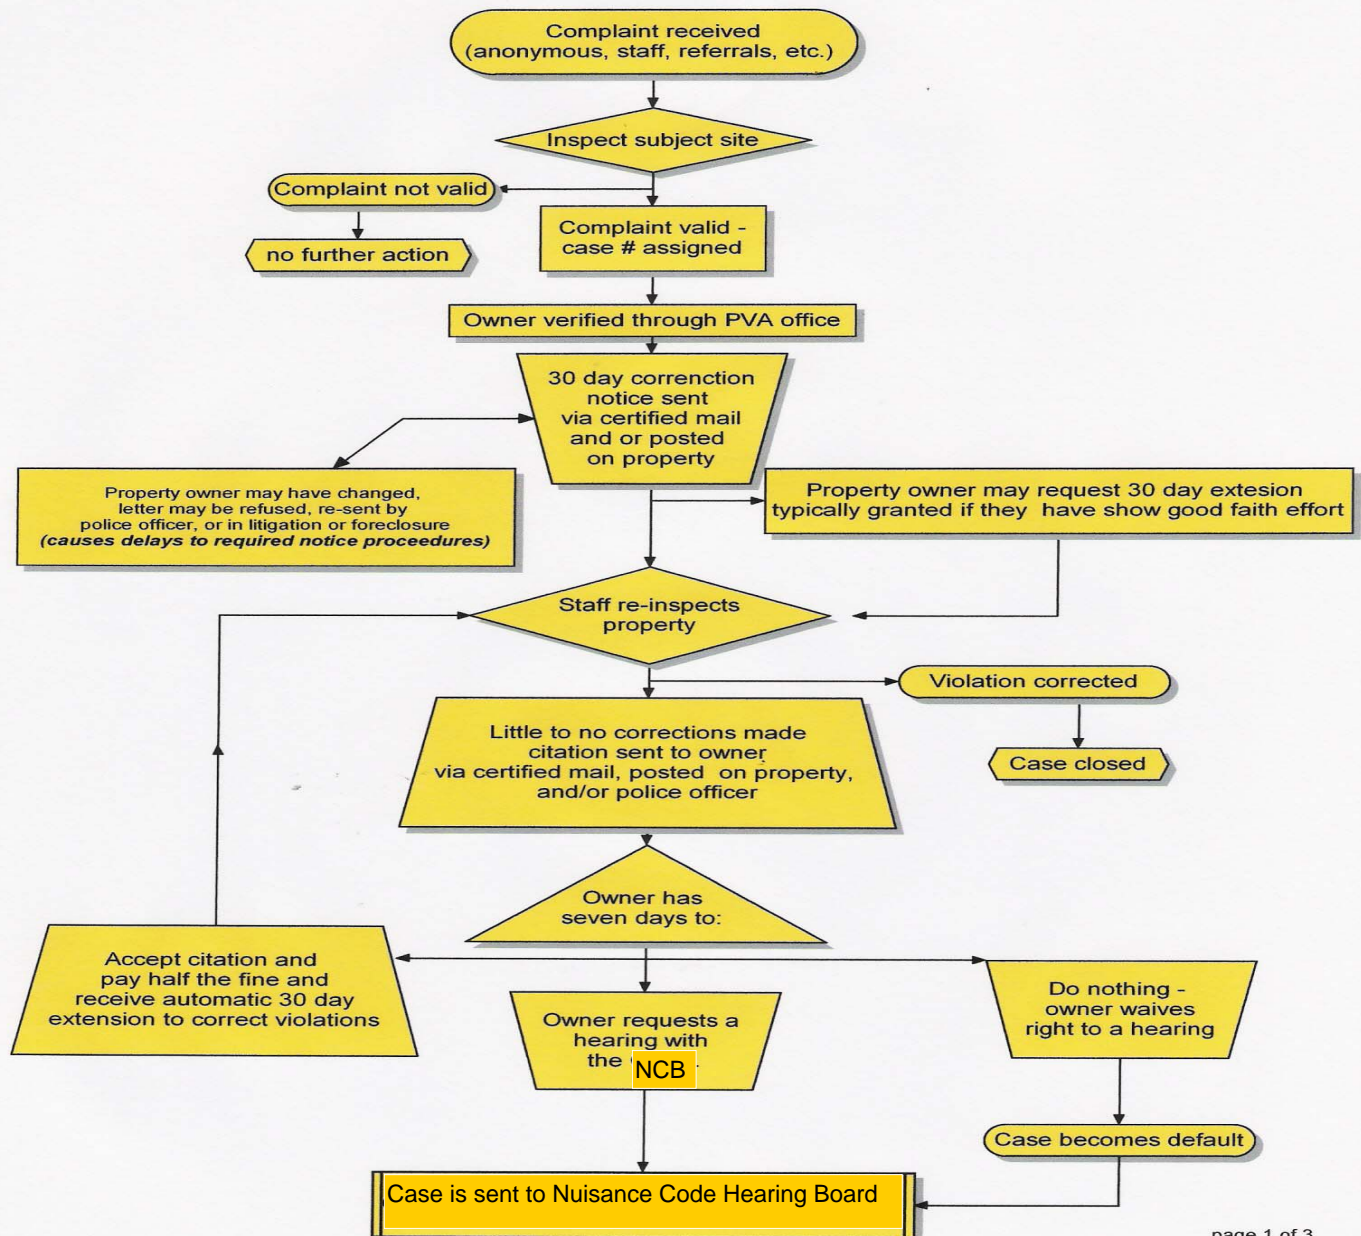 Complaint received
(anonymous, staff, referrals, etc.)
Inspect subject site
Complaint not valid
no further action
Complaint valid -
case # assigned
Owner verified through PVA office
30 day correnction
notice sent
via certified mail
and or posted
on property
Property owner may have changed,
letter may be refused, re-sent by
police officer, or in litigation or foreclosure
(causes delays to required notice proceedures)
Property owner may request 30 day extesion
typically granted if they have show good faith effort
Staff re-inspects
property
Violation corrected
Case closed
Little to no corrections made
citation sent to owner
via certified mail, posted on property,
and/or police officer
Owner has
seven days to:
Accept citation and
pay half the fine and
receive automatic 30 day
extension to correct violations
Owner requests a
hearing with
the
NCB
Do nothing -
owner waives
right to a hearing
Case becomes default
Case is sent to Nuisance Code Hearing Board
page 1 of 3